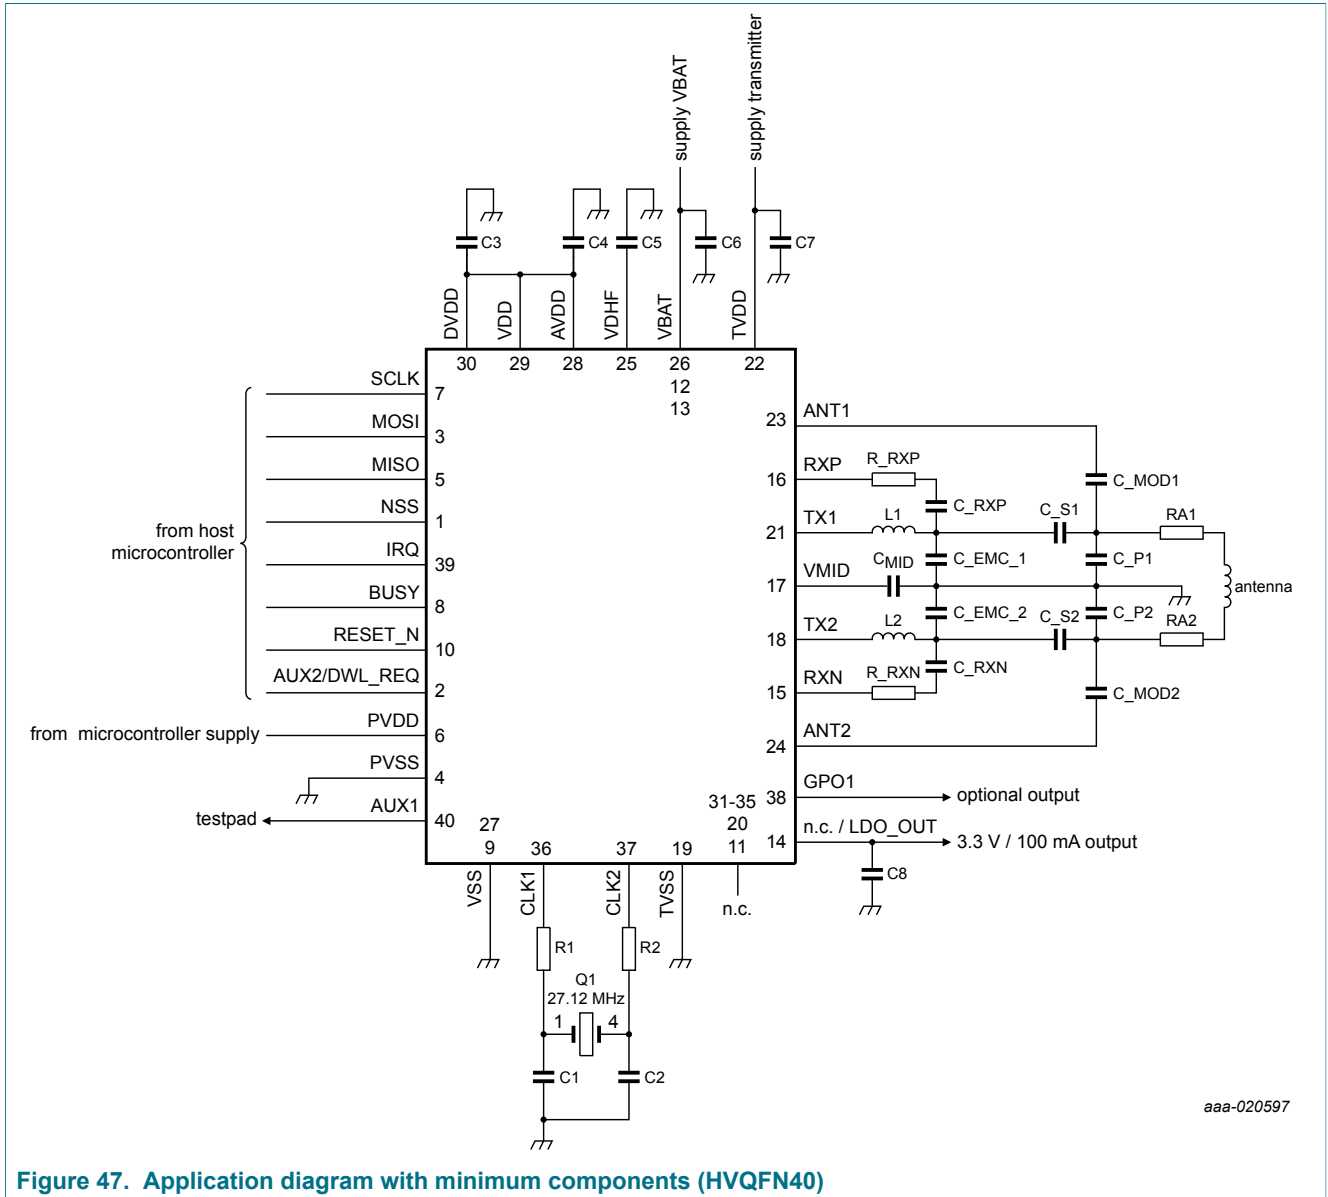 supply VBAT
supply transmitter
C3
C4
C5
C6
C7
DVDD
VDD
AVDD
VDHF
VBAT
TVDD
30
29
28
25
26
22
12
13
SCLK
7
MOSI
3
MISO
5
NSS
1
IRQ
39
BUSY
8
RESET_N
10
AUX2/DWL_REQ
2
from host
microcontroller
PVDD
6
from microcontroller supply
PVSS
4
AUX1
40
testpad
23
ANT1
16
RXP
R_RXP
C_RXP
C_MOD1
21
TX1
L1
C_S1
RA1
17
VMID
CMID
C_EMC_1
C_P1
antenna
18
TX2
L2
C_EMC_2
C_S2
C_P2
RA2
15
RXN
R_RXN
C_RXN
C_MOD2
24
ANT2
38
GPO1
optional output
14
n.c. / LDO_OUT
3.3 V / 100 mA output
C8
31-35
20
11
n.c.
27
9
36
37
19
VSS
CLK1
CLK2
TVSS
R1
R2
Q1
27.12 MHz
1
4
C1
C2
aaa-020597
Figure 47. Application diagram with minimum components (HVQFN40)